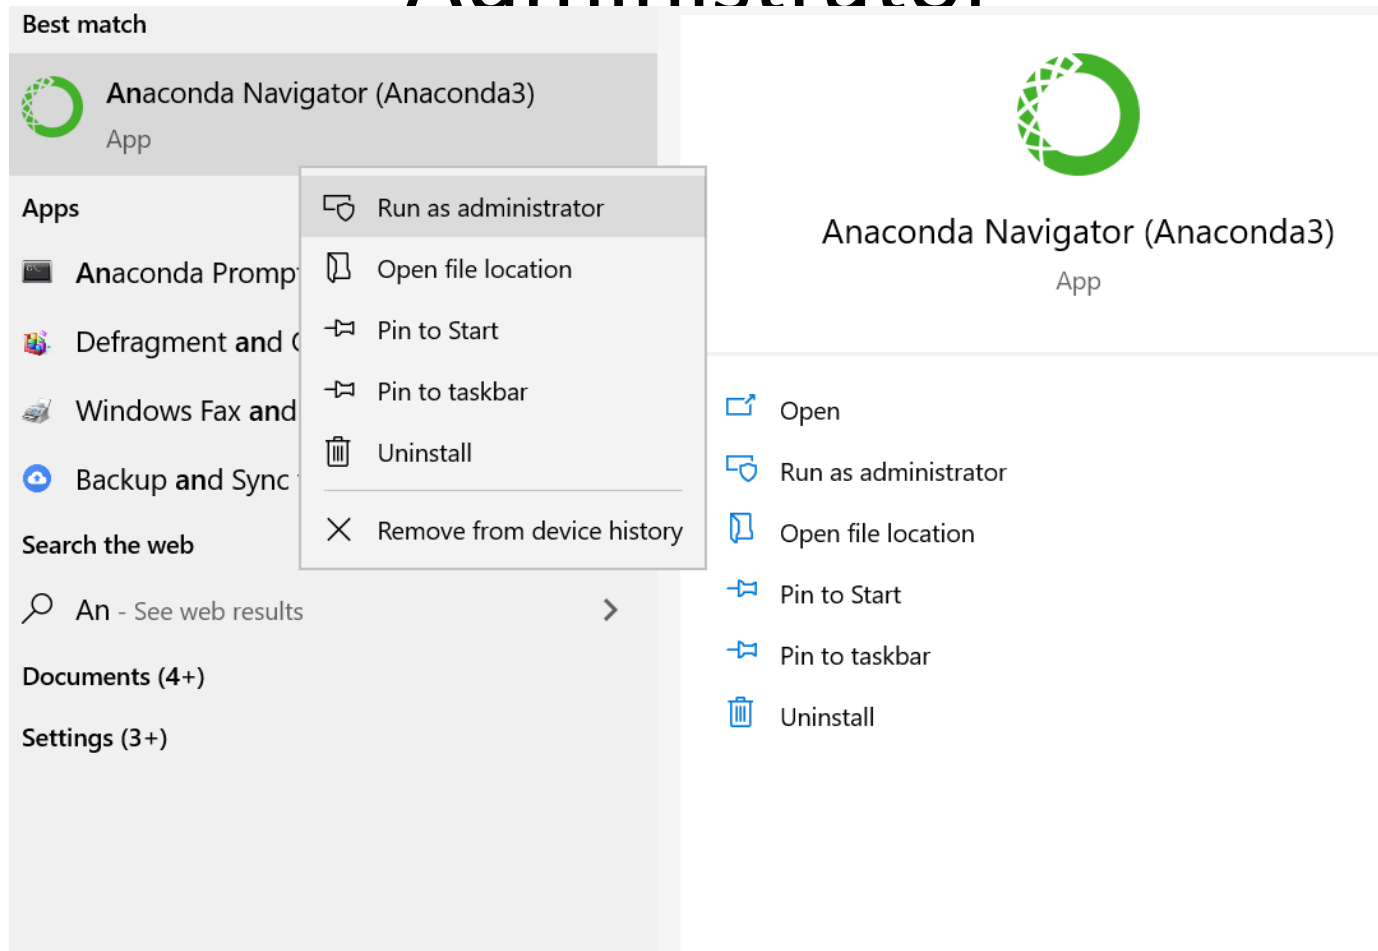 Administrator
Best match
Anaconda Navigator (Anaconda3)
App
Apps
Anaconda Promp
Defragment and
Windows Fax and
Backup and Sync
Search the web
An - See web results
Documents (4+)
Settings (3+)
Run as administrator
Open file location
Pin to Start
Pin to taskbar
Uninstall
Remove from device history
Anaconda Navigator (Anaconda3)
App
Open
Run as administrator
Open file location
Pin to Start
Pin to taskbar
Uninstall